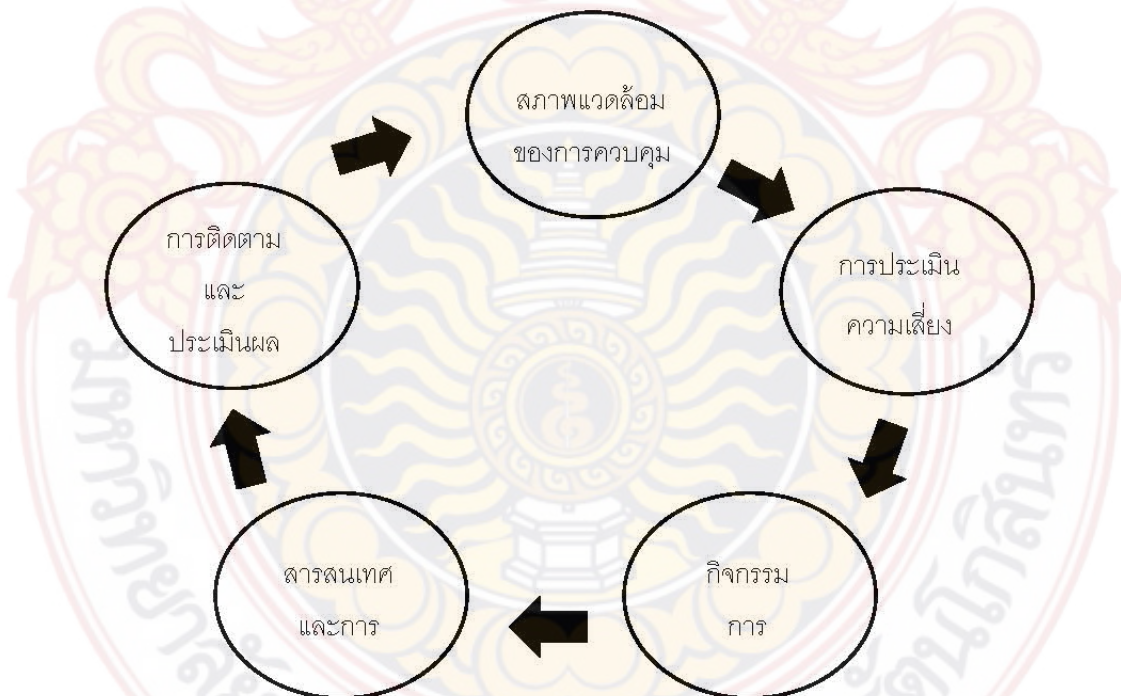 สภาพแวดล้อม
ของการควบคุม
การประเมิน
ความเสี่ยง
กิจกรรม
การ
สารสนเทศ
และการ
การติดตาม
และ
ประเมินผล